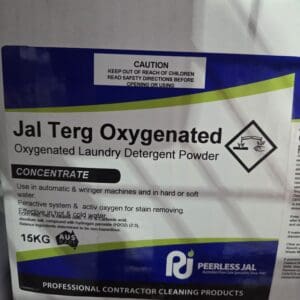 CAUTION
KEEP OUT OF REACH OF CHILDREN
READ SAFETY DIRECTIONS BEFORE
OPENING OR USING
Jal Terg Oxygenated
Oxygenated Laundry Detergent Powder
CONCENTRATE
Use in automatic & wringer machines and in hard or soft
water.
Peractive system & activ oxygen for stain removing.
Effective in hot & cold water.
15KG
AUS
PEERLESS JAL
PROFESSIONAL CONTRACTOR CLEANING PRODUCTS